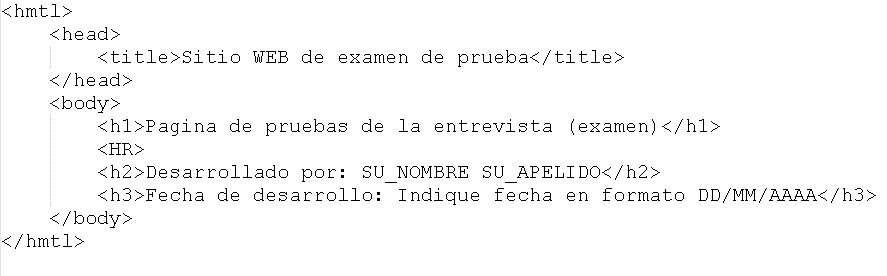 <hmtl>
<head>
<title>Sitio WEB de examen de prueba</title>
</head>
<body>
<h1>Pagina de pruebas de la entrevista (examen)</h1>
<HR>
<h2>Desarrollado por: SU_NOMBRE SU_APELIDO</h2>
<h3>Fecha de desarrollo: Indique fecha en formato DD/MM/AAAA</h3>
</body>
</hmtl>